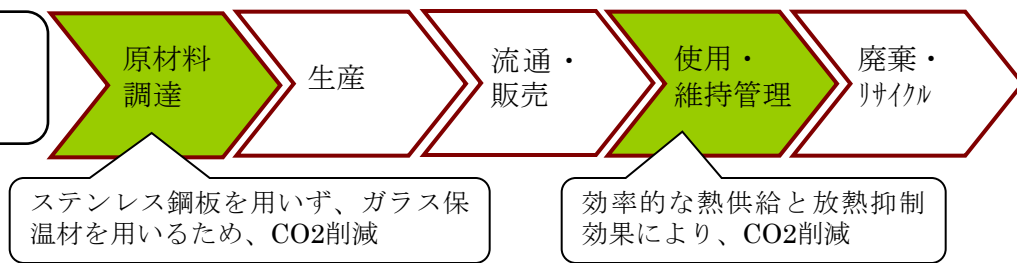 原材料
調達
生産
流通・
販売
使用・
維持管理
廃棄・
ﾘｻｲｸﾙ
ステンレス鋼板を用いず、ガラス保
温材を用いるため、CO2削減
効率的な熱供給と放熱抑制
効果により、CO2削減